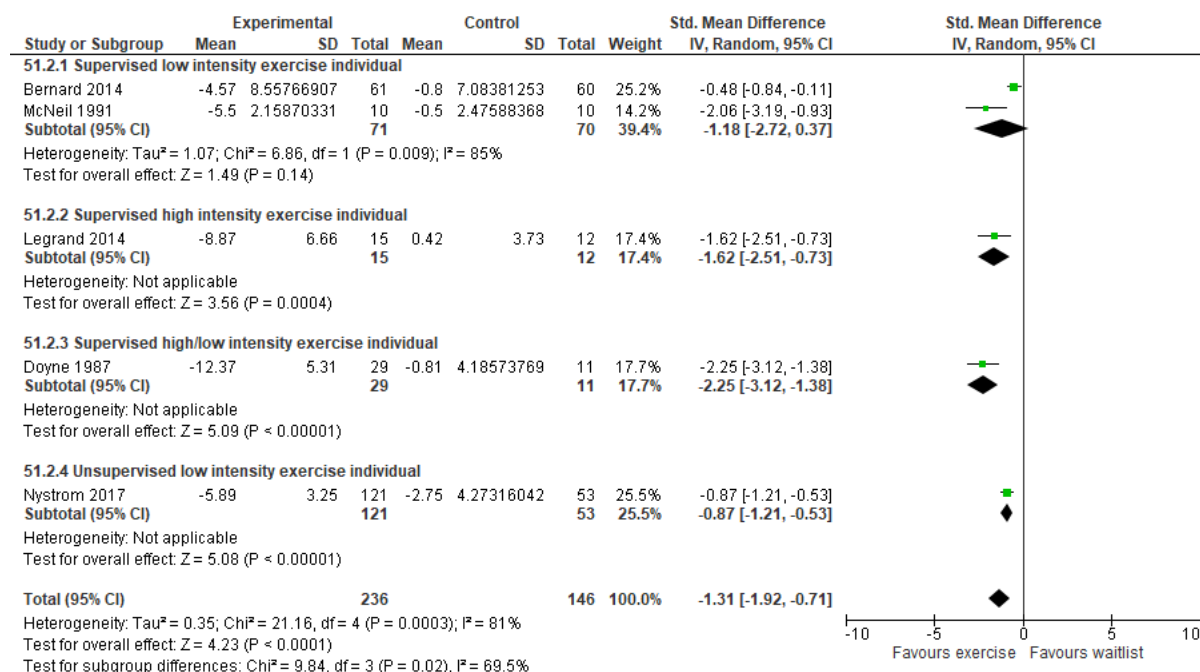 Experimental Control Std. Mean Difference Std. Mean Difference
Study or Subgroup Mean SD Total Mean SD Total Weight IV, Random, 95% CI IV, Random, 95% CI
51.2.1 Supervised low intensity exercise individual
Bernard 2014 -4.57 8.55766907 61 -0.8 7.08381253 60 25.2% -0.48 [-0.84, -0.11]
McNeil 1991 -5.5 2.15870331 10 -0.5 2.47588368 10 14.2% -2.06 [-3.19, -0.93]
Subtotal (95% CI) 71 70 39.4% -1.18 [-2.72, 0.37]
Heterogeneity: Tau² = 1.07; Chi² = 6.86, df = 1 (P = 0.009); I² = 85%
Test for overall effect: Z = 1.49 (P = 0.14)
51.2.2 Supervised high intensity exercise individual
Legrand 2014 -8.87 6.66 15 0.42 3.73 12 17.4% -1.62 [-2.51, -0.73]
Subtotal (95% CI) 15 12 17.4% -1.62 [-2.51, -0.73]
Heterogeneity: Not applicable
Test for overall effect: Z = 3.56 (P = 0.0004)
51.2.3 Supervised high/low intensity exercise individual
Doyne 1987 -12.37 5.31 29 -0.81 4.18573769 11 17.7% -2.25 [-3.12, -1.38]
Subtotal (95% CI) 29 11 17.7% -2.25 [-3.12, -1.38]
Heterogeneity: Not applicable
Test for overall effect: Z = 5.09 (P < 0.00001)
51.2.4 Unsupervised low intensity exercise individual
Nystrom 2017 -5.89 3.25 121 -2.75 4.27316042 53 25.5% -0.87 [-1.21, -0.53]
Subtotal (95% CI) 121 53 25.5% -0.87 [-1.21, -0.53]
Heterogeneity: Not applicable
Test for overall effect: Z = 5.08 (P < 0.00001)
Total (95% CI) 236 146 100.0% -1.31 [-1.92, -0.71]
Heterogeneity: Tau² = 0.35; Chi² = 21.16, df = 4 (P = 0.0003); I² = 81%
Test for overall effect: Z = 4.23 (P < 0.0001)
Test for subgroup differences: Chi² = 9.84, df = 3 (P = 0.02), I² = 69.5%
-10 -5 0 5 10
Favours exercise Favours waitlist